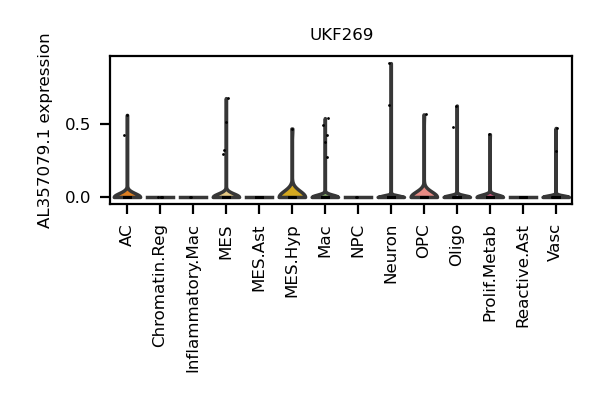 UKF269
AL357079.1 expression
0.5
0.0
AC
Chromatin.Reg
Inflammatory.Mac
MES
MES.Ast
MES.Hyp
Mac
NPC
Neuron
OPC
Oligo
Prolif.Metab
Reactive.Ast
Vasc